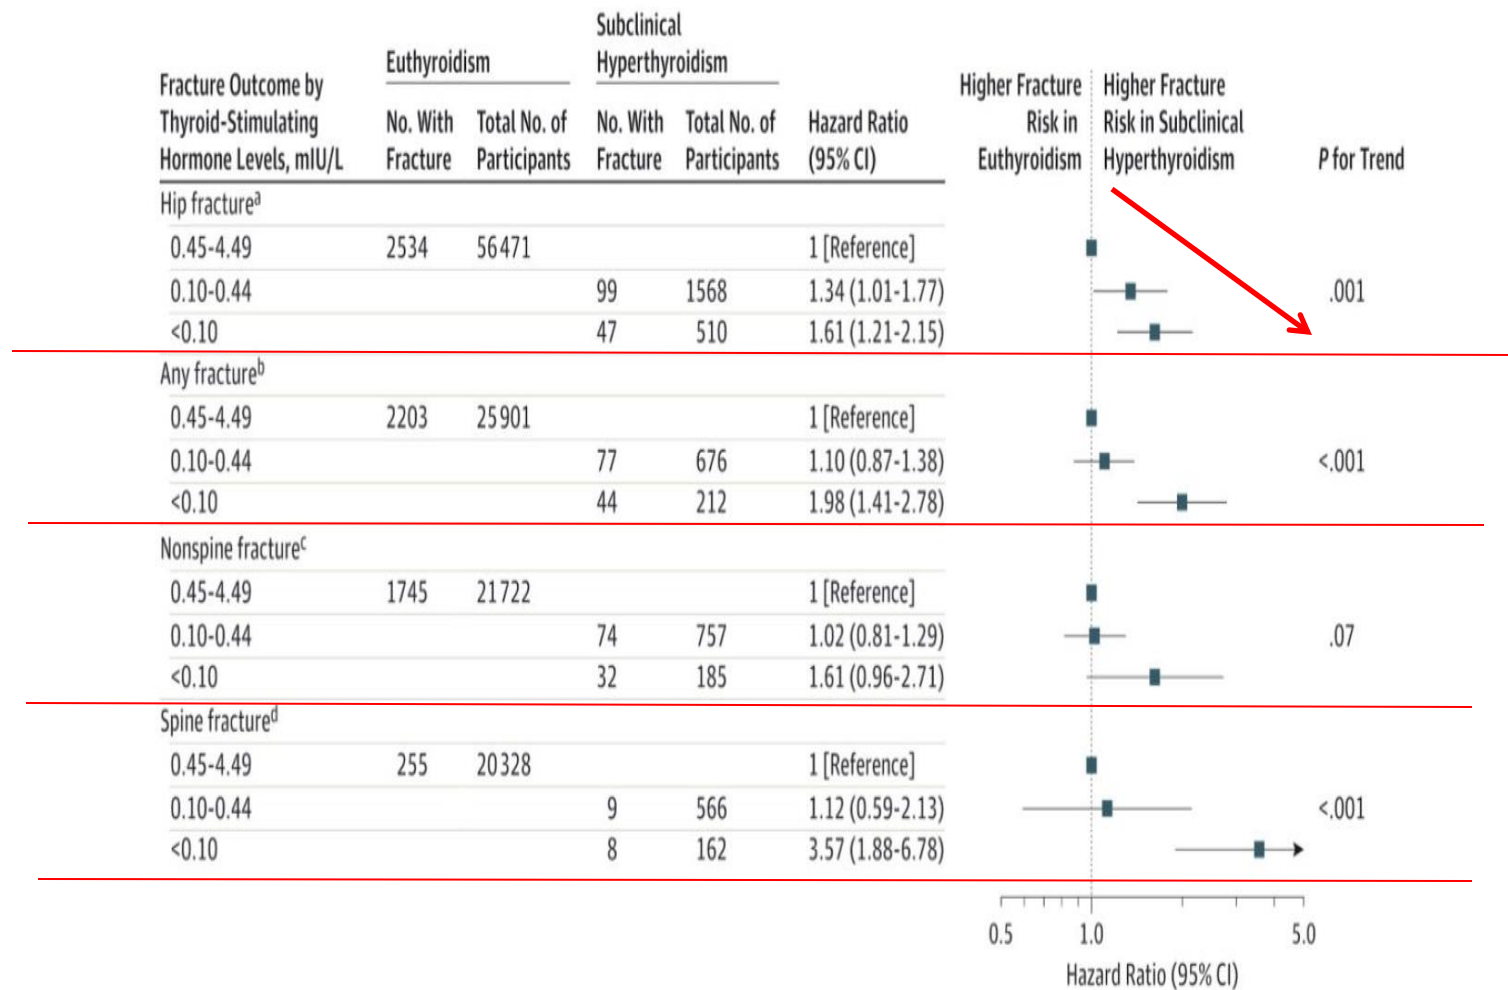 Subclinical
Euthyroidism Hyperthyroidism
Fracture Outcome by Higher Fracture Higher Fracture
Thyroid-Stimulating No. With Total No. of No. With Total No. of Hazard Ratio Risk in Risk in Subclinical
Hormone Levels, mIU/L Fracture Participants Fracture Participants (95% CI) Euthyroidism Hyperthyroidism P for Trend
Hip fractureᵃ
0.45-4.49 2534 56471 1 [Reference]
0.10-0.44 99 1568 1.34 (1.01-1.77) .001
<0.10 47 510 1.61 (1.21-2.15)
Any fractureᵇ
0.45-4.49 2203 25901 1 [Reference]
0.10-0.44 77 676 1.10 (0.87-1.38) <.001
<0.10 44 212 1.98 (1.41-2.78)
Nonspine fractureᶜ
0.45-4.49 1745 21722 1 [Reference]
0.10-0.44 74 757 1.02 (0.81-1.29) .07
<0.10 32 185 1.61 (0.96-2.71)
Spine fractureᵈ
0.45-4.49 255 20328 1 [Reference]
0.10-0.44 9 566 1.12 (0.59-2.13) <.001
<0.10 8 162 3.57 (1.88-6.78)
0.5 1.0 5.0
Hazard Ratio (95% CI)